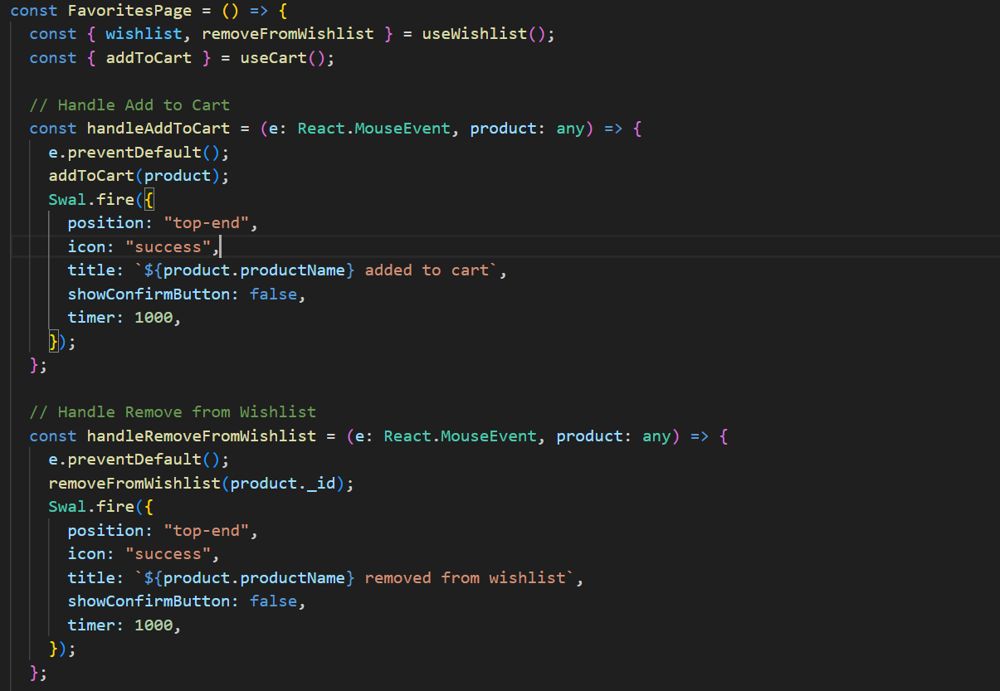 const FavoritesPage = () => {
  const { wishlist, removeFromWishlist } = useWishlist();
  const { addToCart } = useCart();

  // Handle Add to Cart
  const handleAddToCart = (e: React.MouseEvent, product: any) => {
    e.preventDefault();
    addToCart(product);
    Swal.fire({
      position: "top-end",
      icon: "success",
      title: `${product.productName} added to cart`,
      showConfirmButton: false,
      timer: 1000,
    });
  };

  // Handle Remove from Wishlist
  const handleRemoveFromWishlist = (e: React.MouseEvent, product: any) => {
    e.preventDefault();
    removeFromWishlist(product._id);
    Swal.fire({
      position: "top-end",
      icon: "success",
      title: `${product.productName} removed from wishlist`,
      showConfirmButton: false,
      timer: 1000,
    });
  };